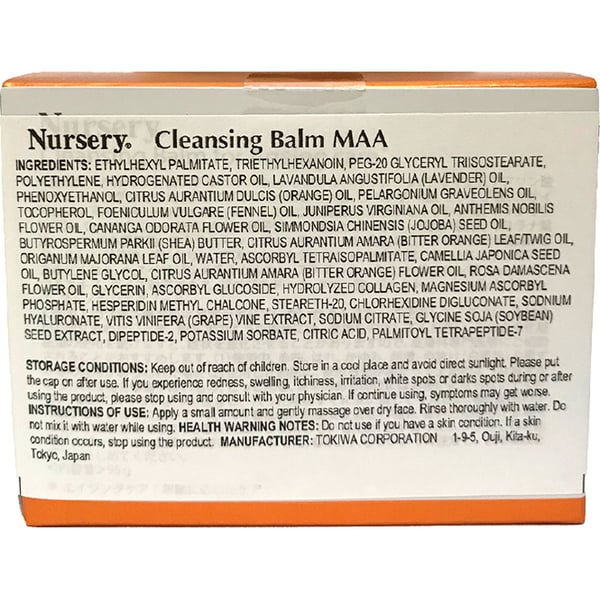 Nursery
Nursery. Cleansing Balm MAA
INGREDIENTS: ETHYLHEXYL PALMITATE, TRIETHYLHEXANOIN, PEG-20 GLYCERYL TRIISOSTEARATE,
POLYETHYLENE, HYDROGENATED CASTOR OIL, LAVANDULA ANGUSTIFOLIA (LAVENDER) OIL,
PHENOXYETHANOL, CITRUS AURANTIUM DULCIS (ORANGE) OIL, PELARGONIUM GRAVEOLENS OIL,
TOCOPHEROL, FOENICULUM VULGARE (FENNEL) OIL, JUNIPERUS VIRGINIANA OIL, ANTHEMIS NOBILIS
FLOWER OIL, CANANGA ODORATA FLOWER OIL, SIMMONDSIA CHINENSIS (JOJOBA) SEED OIL,
BUTYROSPERMUM PARKII (SHEA) BUTTER, CITRUS AURANTIUM AMARA (BITTER ORANGE) LEAF/TWIG OIL,
ORIGANUM MAJORANA LEAF OIL, WATER, ASCORBYL TETRAISOPALMITATE, CAMELLIA JAPONICA SEED
OIL, BUTYLENE GLYCOL, CITRUS AURANTIUM AMARA (BITTER ORANGE) FLOWER OIL, ROSA DAMASCENA
FLOWER OIL, GLYCERIN, ASCORBYL GLUCOSIDE, HYDROLYZED COLLAGEN, MAGNESIUM ASCORBYL
PHOSPHATE, HESPERIDIN METHYL CHALCONE, STEARETH-20, CHLORHEXIDINE DIGLUCONATE, SODNIUM
HYALURONATE, VITIS VINIFERA (GRAPE) VINE EXTRACT, SODIUM CITRATE, GLYCINE SOJA (SOYBEAN)
SEED EXTRACT, DIPEPTIDE-2, POTASSIUM SORBATE, CITRIC ACID, PALMITOYL TETRAPEPTIDE-7
STORAGE CONDITIONS: Keep out of reach of children. Store in a cool place and avoid direct sunlight. Please put
the cap on after use. If you experience redness, swelling, itchiness, irritation, white spots or darks spots during or after
using the product, please stop using and consult with your physician. If continue using, symptoms may get worse.
INSTRUCTIONS OF USE: Apply a small amount and gently massage over dry face. Rinse thoroughly with water. Do
not mix it with water while using. HEALTH WARNING NOTES: Do not use if you have a skin condition. If a skin
condition occurs, stop using the product. MANUFACTURER: TOKIWA CORPORATION 1-9-5, Ouji, Kita-ku,
Tokyo, Japan